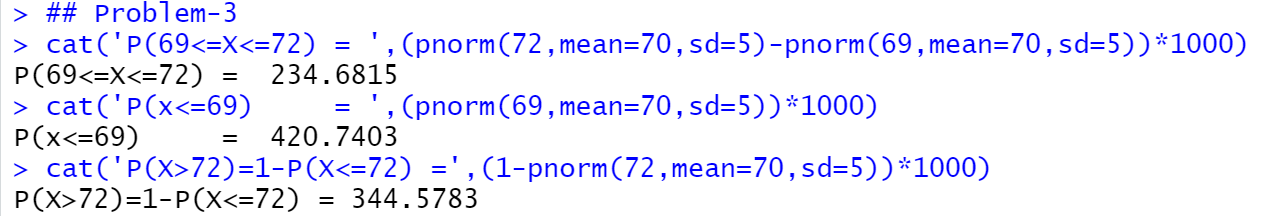 > ## Problem-3
> cat('P(69<=X<=72) = ',(pnorm(72,mean=70,sd=5)-pnorm(69,mean=70,sd=5))*1000)
P(69<=X<=72) =  234.6815
> cat('P(x<=69)     = ',(pnorm(69,mean=70,sd=5))*1000)
P(x<=69)     =  420.7403
> cat('P(X>72)=1-P(X<=72) =',(1-pnorm(72,mean=70,sd=5))*1000)
P(X>72)=1-P(X<=72) = 344.5783